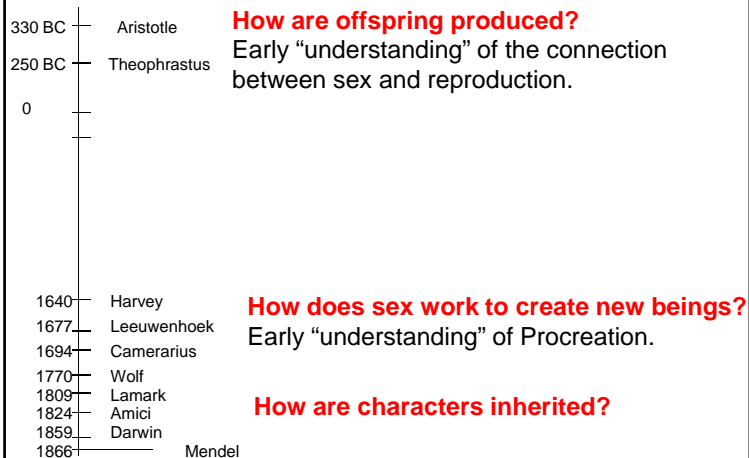 How are offspring produced?
330 BC Aristotle
Early “understanding” of the connection
250 BC Theophrastus
between sex and reproduction.
0
1640 Harvey
How does sex work to create new beings?
1677 Leeuwenhoek
Early “understanding” of Procreation.
1694 Camerarius
1770 Wolf
1809 Lamark
How are characters inherited?
1824 Amici
1859 Darwin
1866 Mendel